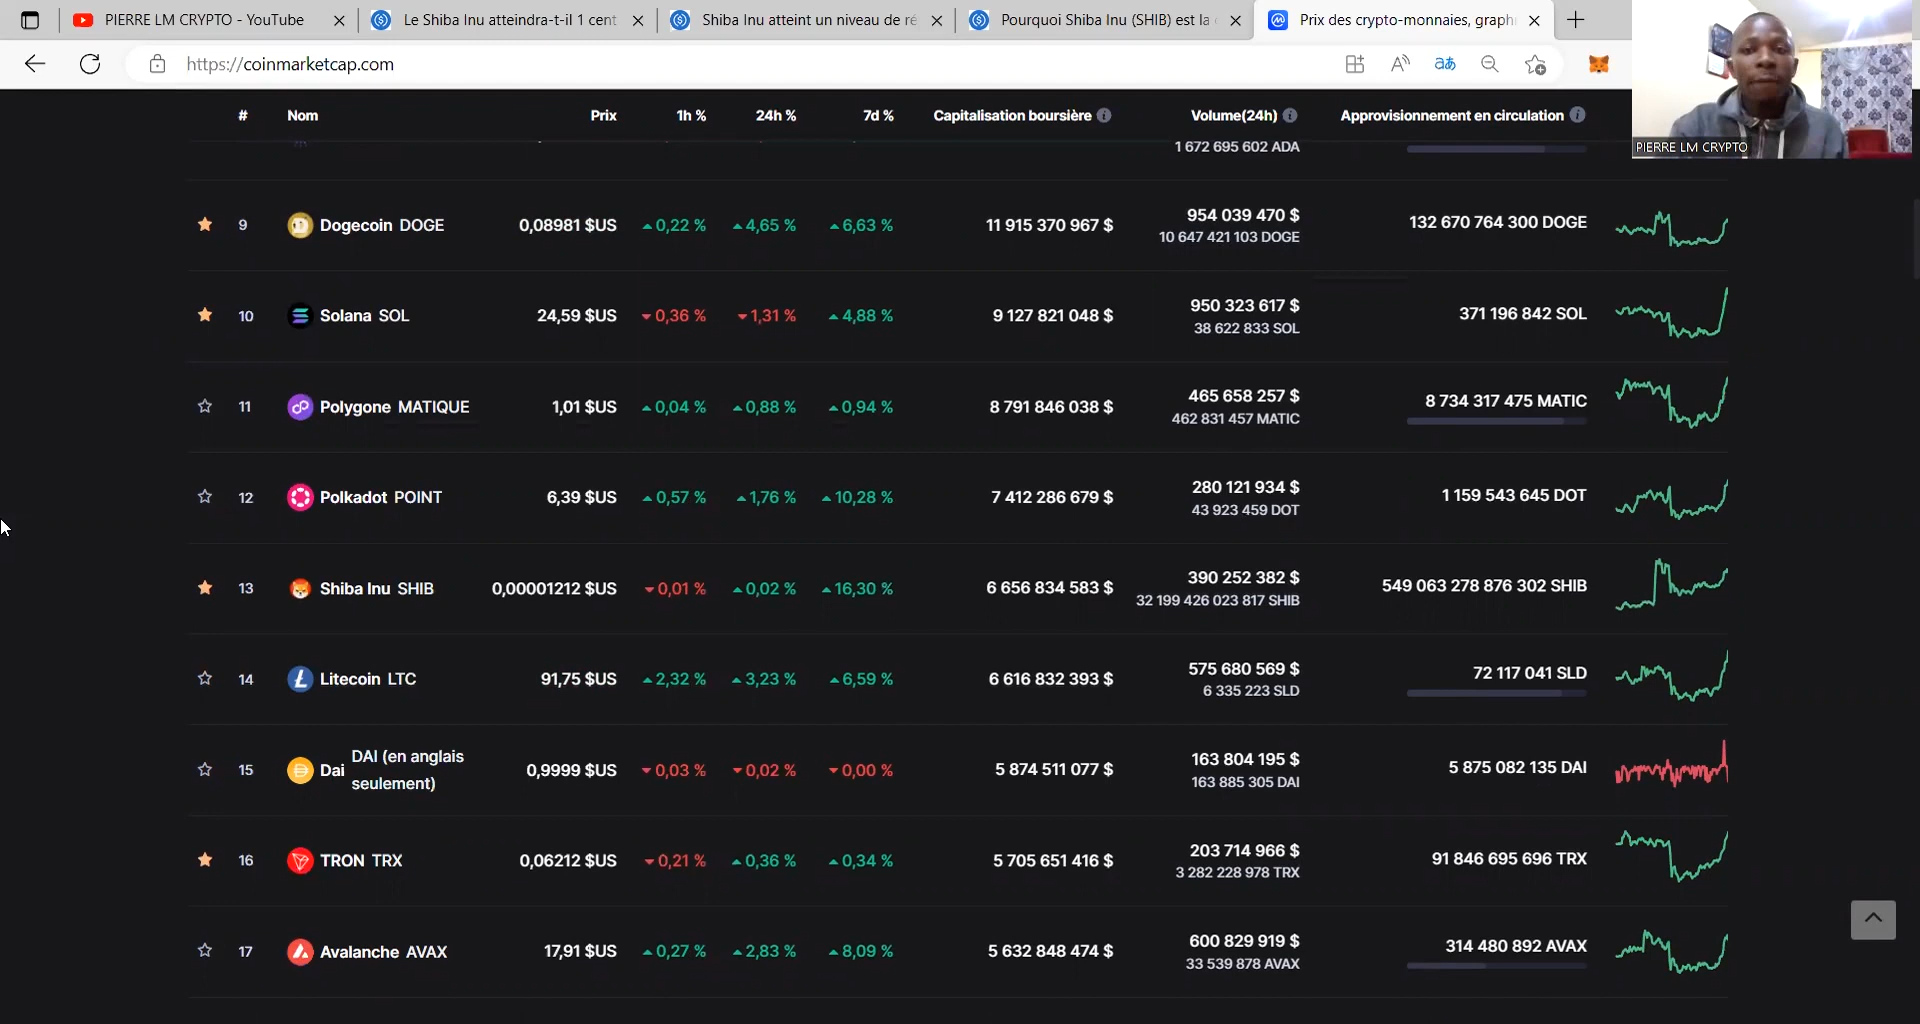 PIERRE LM CRYPTO - YouTube
Le Shiba Inu atteindra-t-il 1 cent
Shiba Inu atteint un niveau de ré
Pourquoi Shiba Inu (SHIB) est la
Prix des crypto-monnaies, graph
https://coinmarketcap.com
PIERRE LM CRYPTO
# Nom Prix 1h % 24h % 7d % Capitalisation boursière Volume(24h) Approvisionnement en circulation
1 672 695 602 ADA
9 Dogecoin DOGE 0,08981 $US 0,22 % 4,65 % 6,63 % 11 915 370 967 $ 954 039 470 $ 132 670 764 300 DOGE
10 647 421 103 DOGE
10 Solana SOL 24,59 $US 0,36 % 1,31 % 4,88 % 9 127 821 048 $ 950 323 617 $ 371 196 842 SOL
38 622 833 SOL
11 Polygone MATIQUE 1,01 $US 0,04 % 0,88 % 0,94 % 8 791 846 038 $ 465 658 257 $ 8 734 317 475 MATIC
462 831 457 MATIC
12 Polkadot POINT 6,39 $US 0,57 % 1,76 % 10,28 % 7 412 286 679 $ 280 121 934 $ 1 159 543 645 DOT
43 923 459 DOT
13 Shiba Inu SHIB 0,00001212 $US 0,01 % 0,02 % 16,30 % 6 656 834 583 $ 390 252 382 $ 549 063 278 876 302 SHIB
32 199 426 023 817 SHIB
14 Litecoin LTC 91,75 $US 2,32 % 3,23 % 6,59 % 6 616 832 393 $ 575 680 569 $ 72 117 041 SLD
6 335 223 SLD
15 Dai DAI (en anglais seulement) 0,9999 $US 0,03 % 0,02 % 0,00 % 5 874 511 077 $ 163 804 195 $ 5 875 082 135 DAI
163 885 305 DAI
16 TRON TRX 0,06212 $US 0,21 % 0,36 % 0,34 % 5 705 651 416 $ 203 714 966 $ 91 846 695 696 TRX
3 282 228 978 TRX
17 Avalanche AVAX 17,91 $US 0,27 % 2,83 % 8,09 % 5 632 848 474 $ 600 829 919 $ 314 480 892 AVAX
33 539 878 AVAX